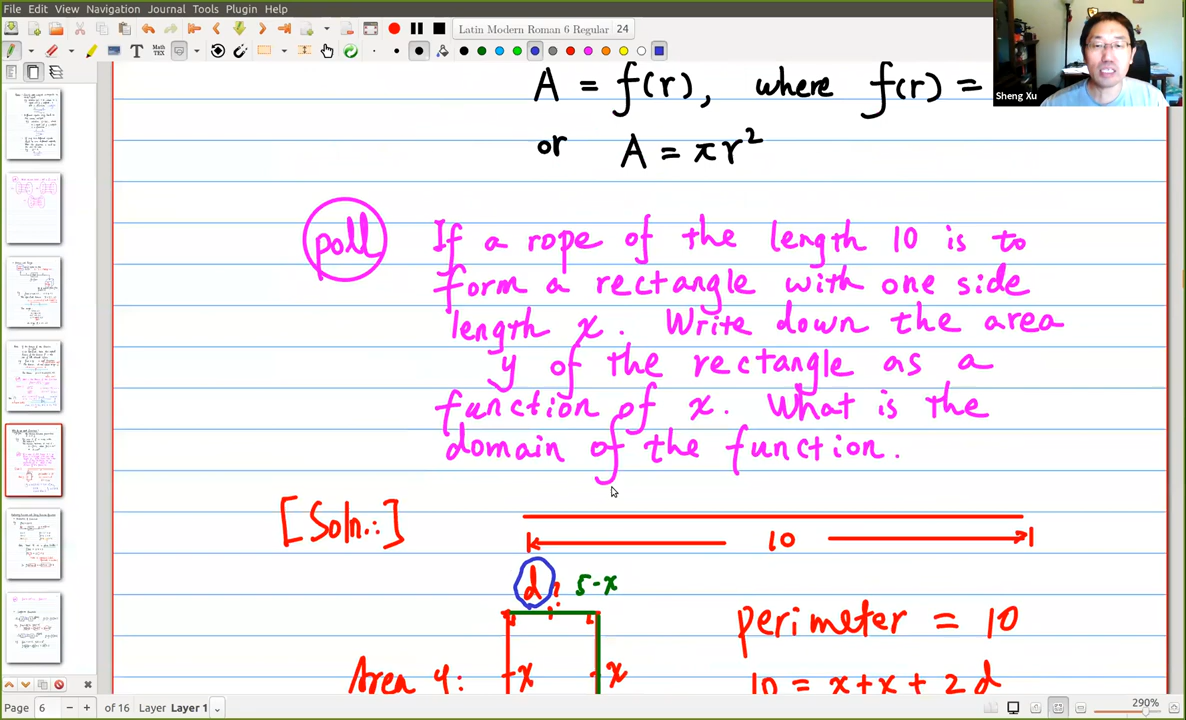 File Edit View Navigation Journal Tools Plugin Help
Latin Modern Roman 6 Regular 24
Sheng Xu
A = f(r), where f(r) =
or A = πr²
poll
If a rope of the length 10 is to
form a rectangle with one side
length x. Write down the area
y of the rectangle as a
function of x. What is the
domain of the function.
[Soln.:]
10
d? 5-x
perimeter = 10
Area y: x x
10 = x+x+2d
Page 6 of 16 Layer Layer 1
290%